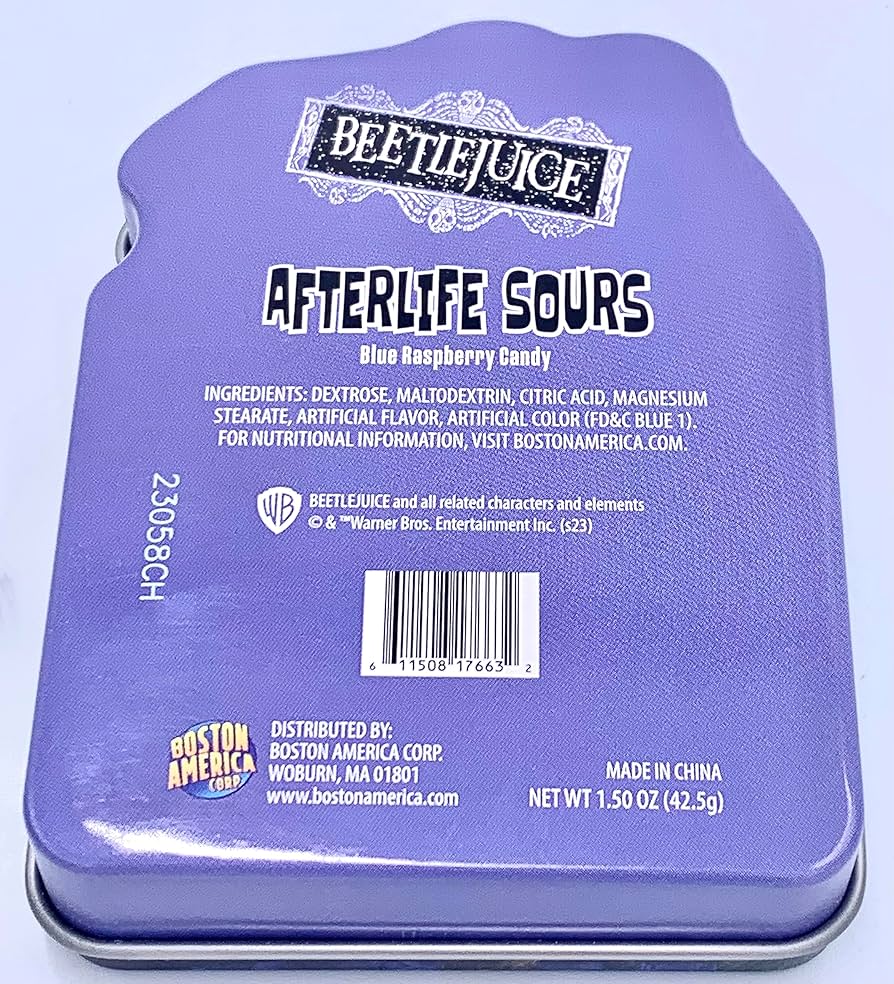 BEETLEJUICE
AFTERLIFE SOURS
Blue Raspberry Candy
INGREDIENTS: DEXTROSE, MALTODEXTRIN, CITRIC ACID, MAGNESIUM
STEARATE, ARTIFICIAL FLAVOR, ARTIFICIAL COLOR (FD&C BLUE 1).
FOR NUTRITIONAL INFORMATION, VISIT BOSTONAMERICA.COM.
23058CH
WB
BEETLEJUICE and all related characters and elements
© & ™Warner Bros. Entertainment Inc. (s23)
6 11508 17663 2
BOSTON
AMERICA
CORP
DISTRIBUTED BY:
BOSTON AMERICA CORP.
WOBURN, MA 01801
www.bostonamerica.com
MADE IN CHINA
NET WT 1.50 OZ (42.5g)